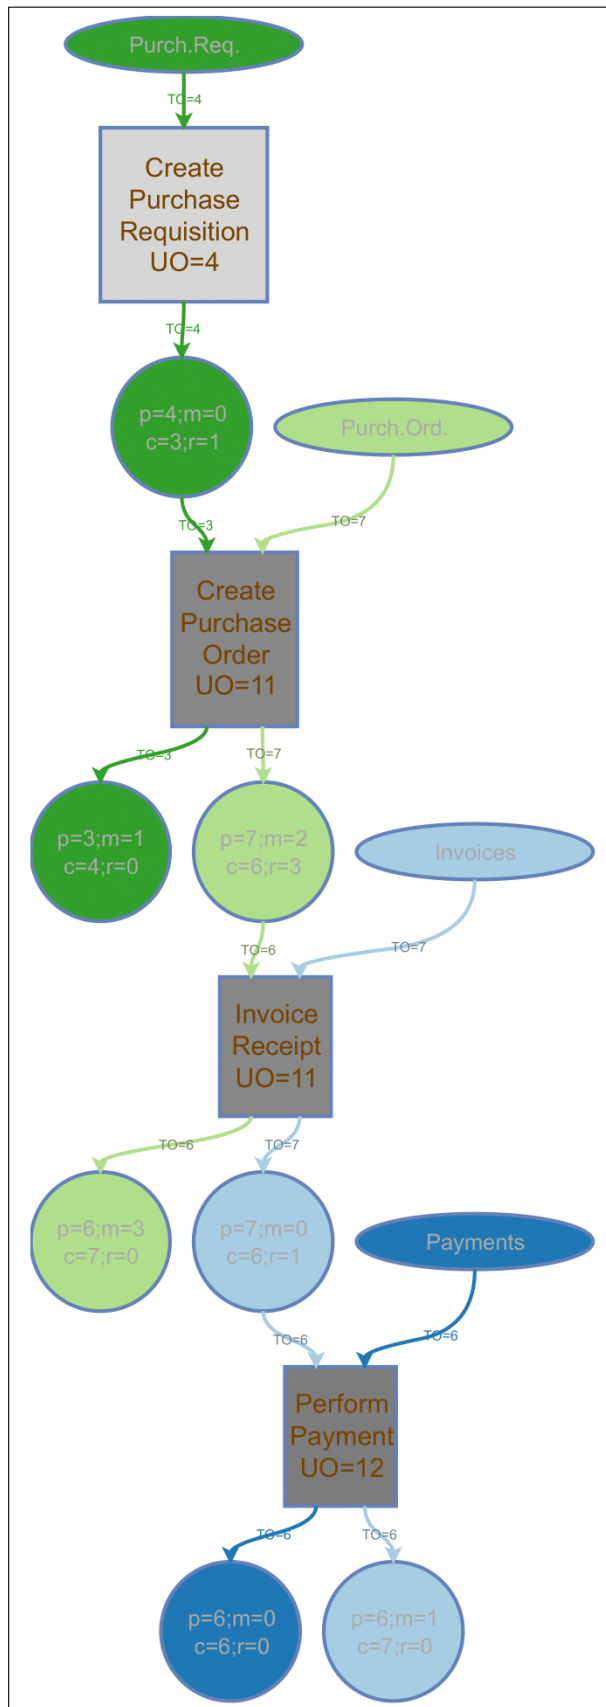 Purch.Req.
TO=4
Create
Purchase
Requisition
UO=4
TO=4
p=4;m=0
c=3;r=1
Purch.Ord.
TO=3
TO=7
Create
Purchase
Order
UO=11
TO=3
TO=7
p=3;m=1
c=4;r=0
p=7;m=2
c=6;r=3
Invoices
TO=6
TO=7
Invoice
Receipt
UO=11
TO=6
TO=7
p=6;m=3
c=7;r=0
p=7;m=0
c=6;r=1
Payments
TO=6
TO=6
Perform
Payment
UO=12
TO=6
TO=6
p=6;m=0
c=6;r=0
p=6;m=1
c=7;r=0